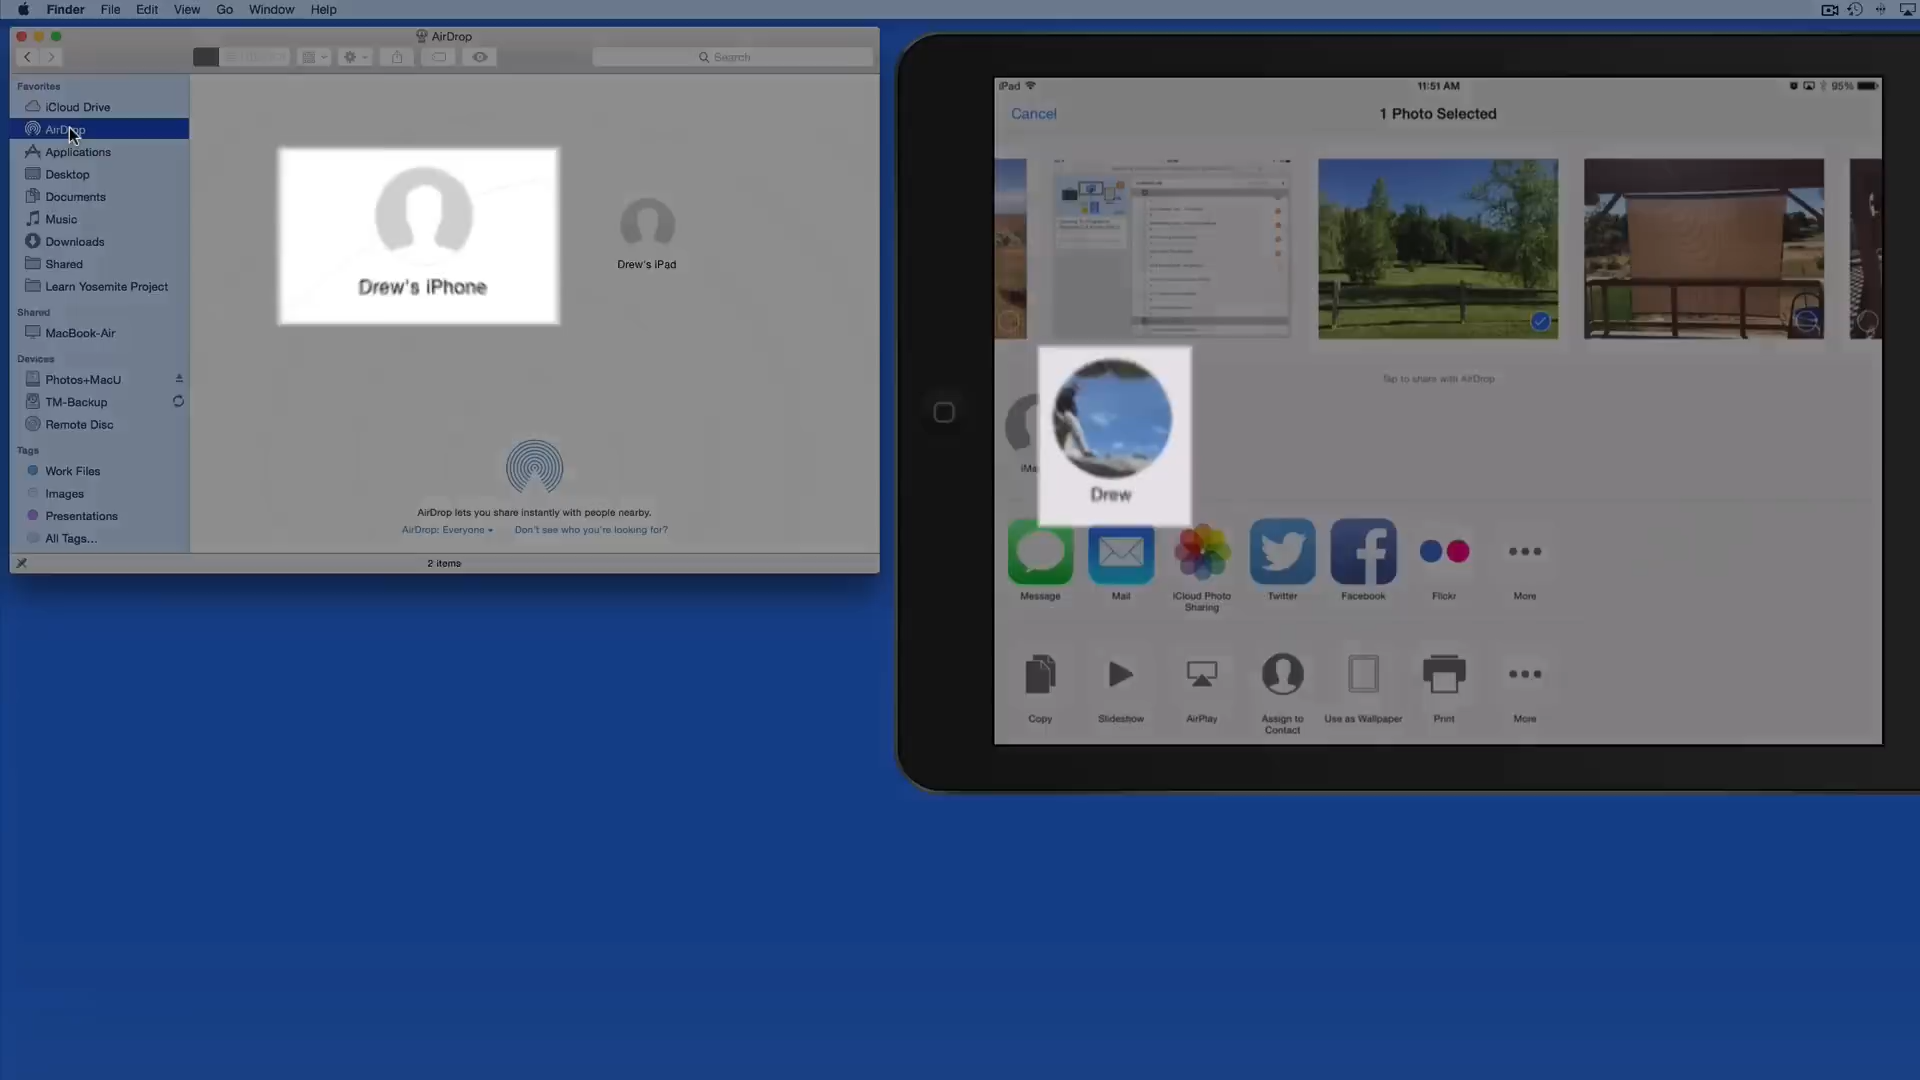 Finder File Edit View Go Window Help
AirDrop
Search
Favorites
iCloud Drive
AirDrop
Applications
Desktop
Documents
Music
Downloads
Shared
Learn Yosemite Project
Shared
MacBook-Air
Devices
Photos+MacU
TM-Backup
Remote Disc
Tags
Work Files
Images
Presentations
All Tags...
Drew's iPhone
Drew's iPad
AirDrop lets you share instantly with people nearby.
AirDrop: Everyone Don't see who you're looking for?
2 items
iPad 11:51 AM 95%
Cancel 1 Photo Selected
Tap to share with AirDrop
Drew
Message Mail iCloud Photo Sharing Twitter Facebook Flickr More
Copy Slideshow AirPlay Assign to Contact Use as Wallpaper Print More